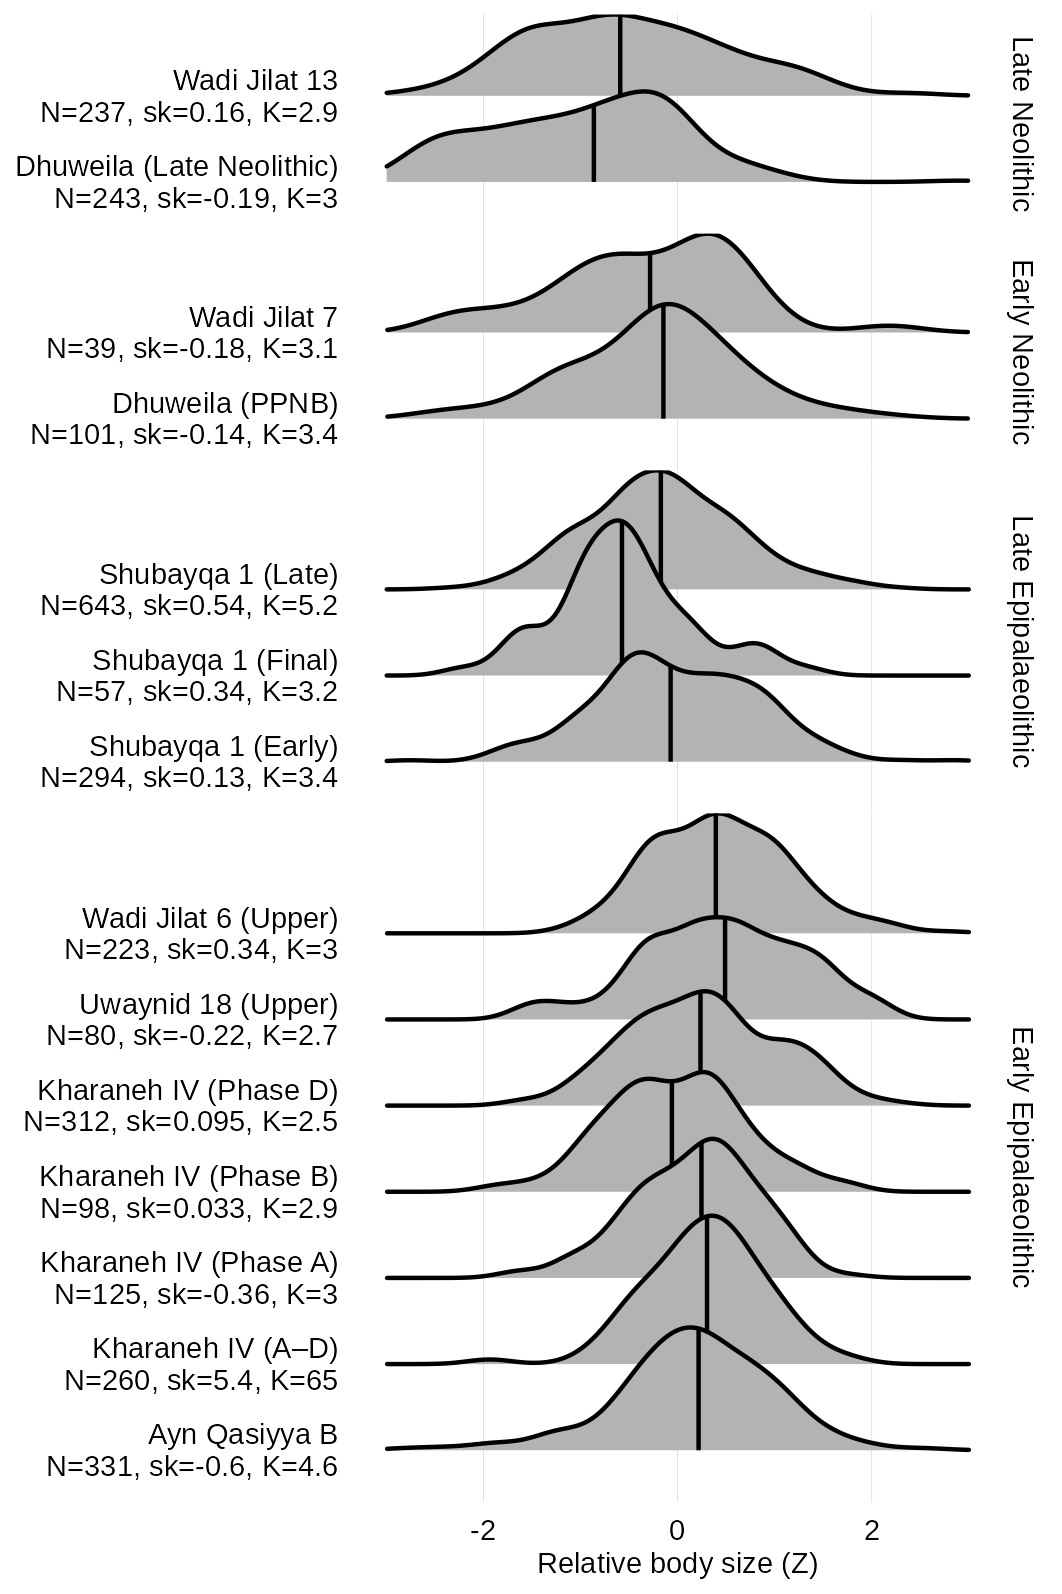 Wadi Jilat 13
N=237, sk=0.16, K=2.9
Dhuweila (Late Neolithic)
N=243, sk=-0.19, K=3
Late Neolithic
Wadi Jilat 7
N=39, sk=-0.18, K=3.1
Dhuweila (PPNB)
N=101, sk=-0.14, K=3.4
Early Neolithic
Shubayqa 1 (Late)
N=643, sk=0.54, K=5.2
Shubayqa 1 (Final)
N=57, sk=0.34, K=3.2
Shubayqa 1 (Early)
N=294, sk=0.13, K=3.4
Late Epipalaeolithic
Wadi Jilat 6 (Upper)
N=223, sk=0.34, K=3
Uwaynid 18 (Upper)
N=80, sk=-0.22, K=2.7
Kharaneh IV (Phase D)
N=312, sk=0.095, K=2.5
Kharaneh IV (Phase B)
N=98, sk=0.033, K=2.9
Kharaneh IV (Phase A)
N=125, sk=-0.36, K=3
Kharaneh IV (A–D)
N=260, sk=5.4, K=65
Ayn Qasiyya B
N=331, sk=-0.6, K=4.6
Early Epipalaeolithic
-2 0 2
Relative body size (Z)